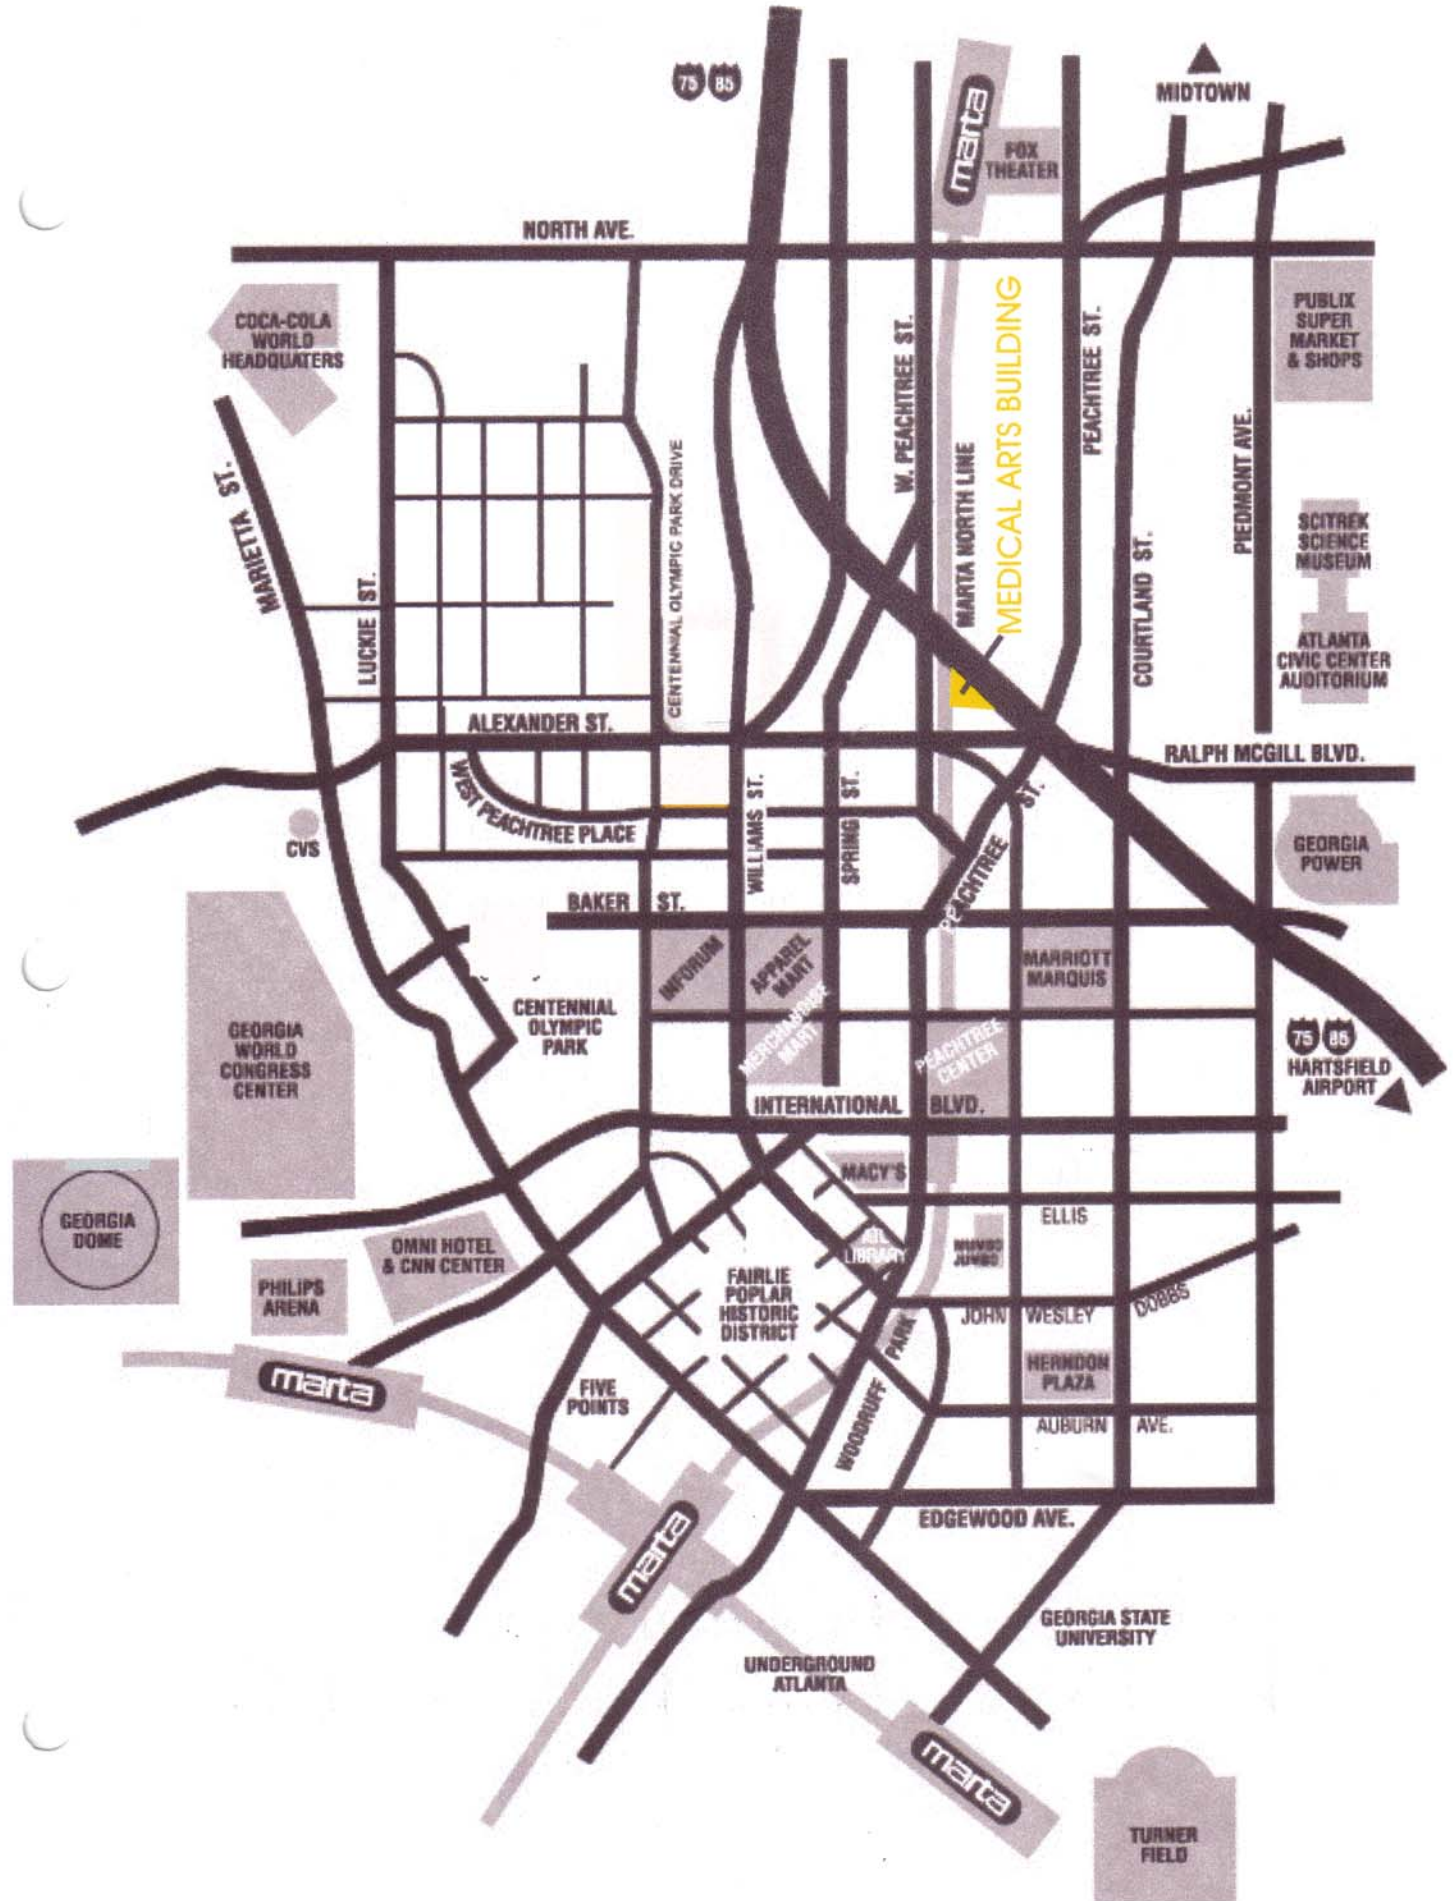 75 85
MIDTOWN
marta
FOX
THEATER
NORTH AVE.
COCA-COLA
WORLD
HEADQUATERS
PUBLIX
SUPER
MARKET
& SHOPS
W. PEACHTREE ST.
MARTA NORTH LINE
MEDICAL ARTS BUILDING
PEACHTREE ST.
COURTLAND ST.
PIEDMONT AVE.
MARIETTA ST.
LUCKIE ST.
CENTENNIAL OLYMPIC PARK DRIVE
SCITREK
SCIENCE
MUSEUM
ATLANTA
CIVIC CENTER
AUDITORIUM
ALEXANDER ST.
RALPH MCGILL BLVD.
WEST PEACHTREE PLACE
WILLIAMS ST.
SPRING ST.
PEACHTREE ST.
CVS
GEORGIA
POWER
BAKER ST.
INFORUM
APPAREL
MART
MERCHANDISE
MART
MARRIOTT
MARQUIS
CENTENNIAL
OLYMPIC
PARK
PEACHTREE
CENTER
GEORGIA
WORLD
CONGRESS
CENTER
75 85
HARTSFIELD
AIRPORT
INTERNATIONAL BLVD.
MACY'S
ELLIS
GEORGIA
DOME
OMNI HOTEL
& CNN CENTER
ATL
LIBRARY
MUMBO
JUMBO
PHILIPS
ARENA
FAIRLIE
POPLAR
HISTORIC
DISTRICT
JOHN WESLEY DOBBS
WOODRUFF PARK
HERNDON
PLAZA
marta
FIVE
POINTS
AUBURN AVE.
EDGEWOOD AVE.
marta
GEORGIA STATE
UNIVERSITY
UNDERGROUND
ATLANTA
marta
TURNER
FIELD